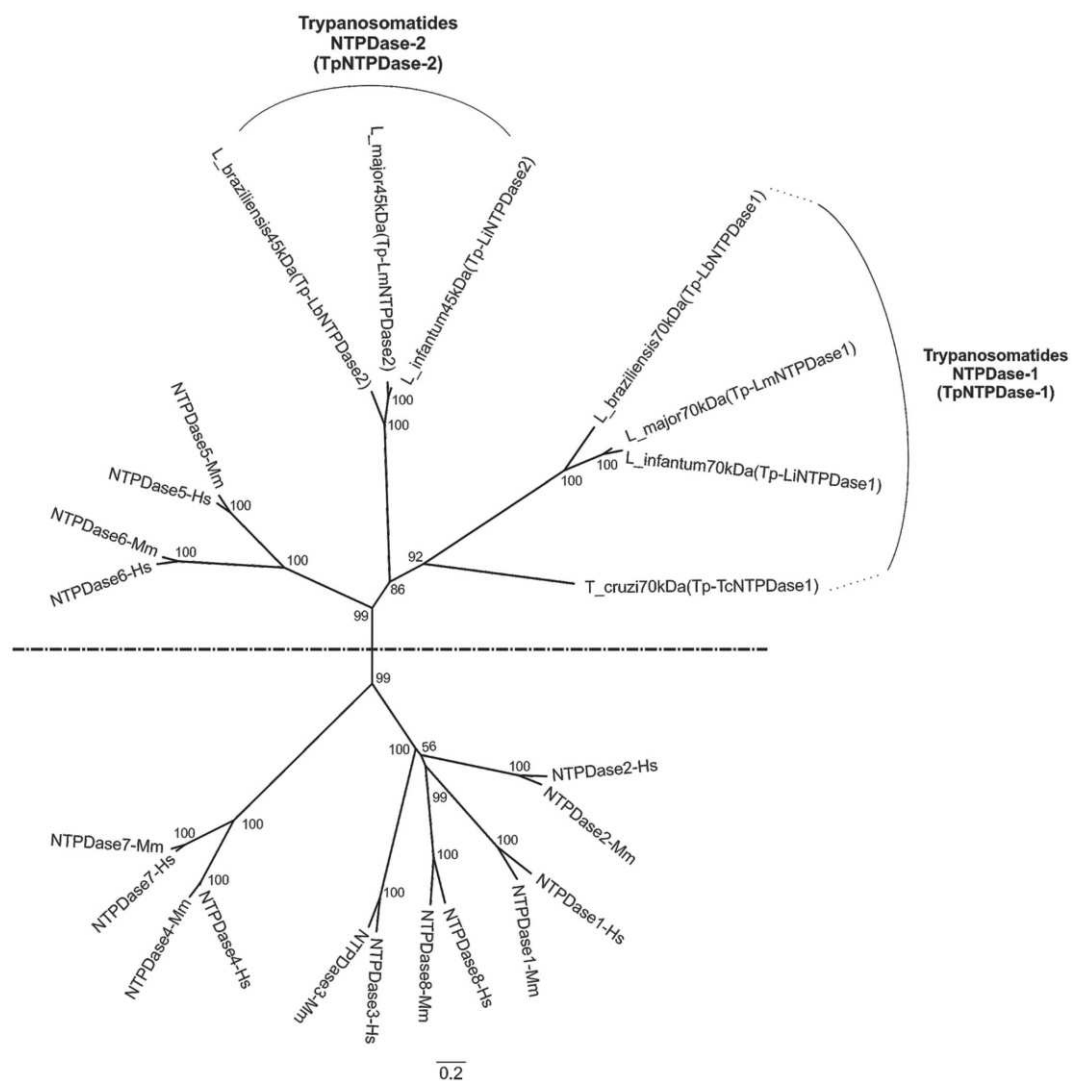 Trypanosomatides
NTPDase-2
(TpNTPDase-2)
L_braziliensis45kDa(Tp-LbNTPDase2)
L_major45kDa(Tp-LmNTPDase2)
L_infantum45kDa(Tp-LiNTPDase2)
L_braziliensis70kDa(Tp-LbNTPDase1)
L_major70kDa(Tp-LmNTPDase1)
L_infantum70kDa(Tp-LiNTPDase1)
T_cruzi70kDa(Tp-TcNTPDase1)
Trypanosomatides
NTPDase-1
(TpNTPDase-1)
100
100
100
100
92
86
NTPDase5-Mm
NTPDase5-Hs
100
NTPDase6-Mm
NTPDase6-Hs
100
100
99
99
100
56
100
NTPDase2-Hs
NTPDase2-Mm
99
100
NTPDase1-Hs
NTPDase1-Mm
100
NTPDase8-Hs
NTPDase8-Mm
100
NTPDase3-Hs
NTPDase3-Mm
100
NTPDase7-Mm
NTPDase7-Hs
100
100
NTPDase4-Mm
NTPDase4-Hs
0.2